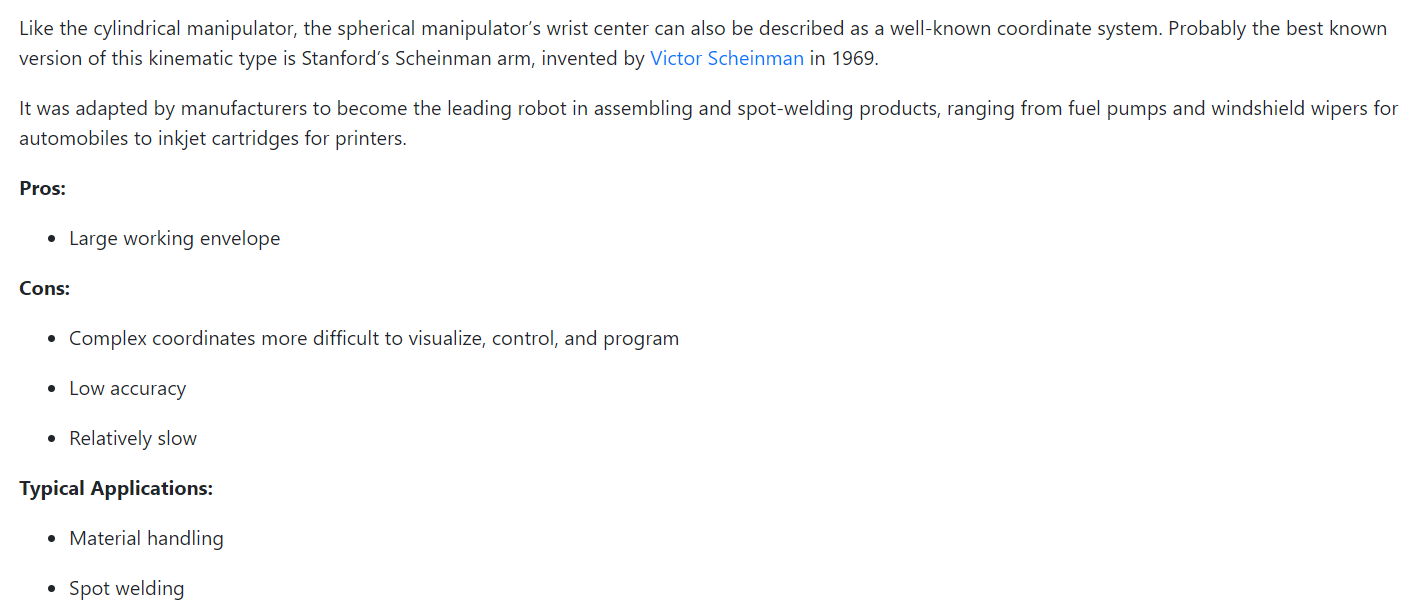 Like the cylindrical manipulator, the spherical manipulator’s wrist center can also be described as a well-known coordinate system. Probably the best known
version of this kinematic type is Stanford’s Scheinman arm, invented by Victor Scheinman in 1969.
It was adapted by manufacturers to become the leading robot in assembling and spot-welding products, ranging from fuel pumps and windshield wipers for
automobiles to inkjet cartridges for printers.
Pros:
• Large working envelope
Cons:
• Complex coordinates more difficult to visualize, control, and program
• Low accuracy
• Relatively slow
Typical Applications:
• Material handling
• Spot welding